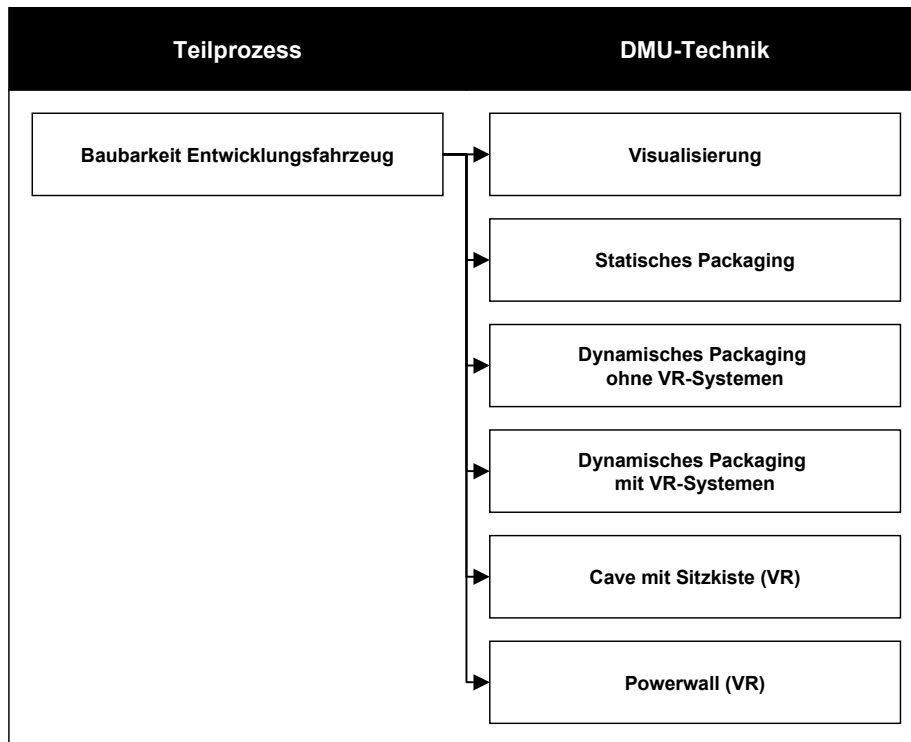 Teilprozess
DMU-Technik
Baubarkeit Entwicklungsfahrzeug
Visualisierung
Statisches Packaging
Dynamisches Packaging
ohne VR-Systemen
Dynamisches Packaging
mit VR-Systemen
Cave mit Sitzkiste (VR)
Powerwall (VR)